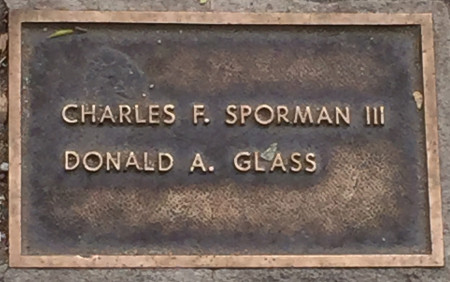 CHARLES F. SPORMAN III
DONALD A. GLASS